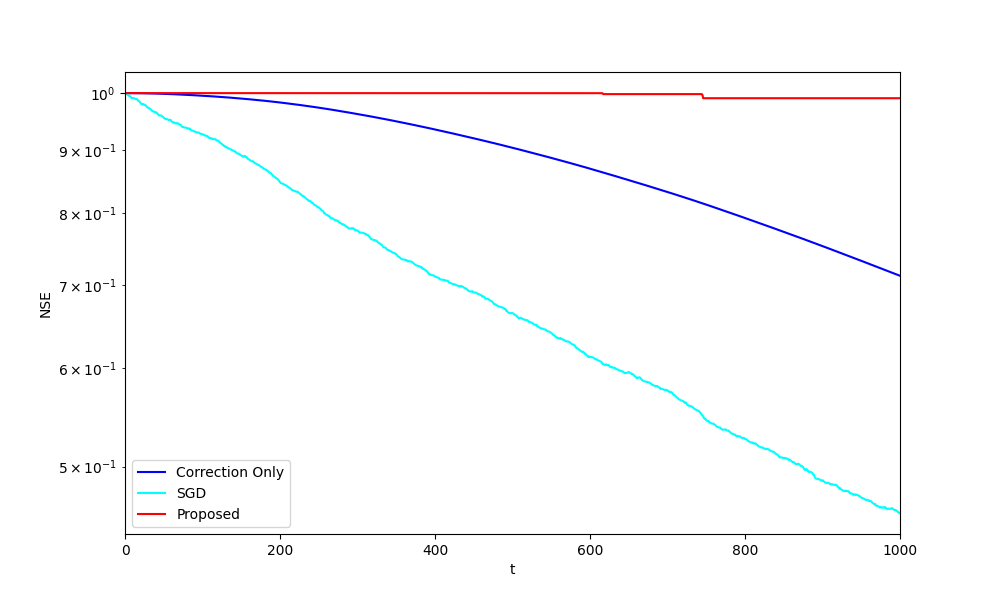 10⁰
9 × 10⁻¹
8 × 10⁻¹
7 × 10⁻¹
6 × 10⁻¹
5 × 10⁻¹
NSE
Correction Only
SGD
Proposed
0 200 400 600 800 1000
t